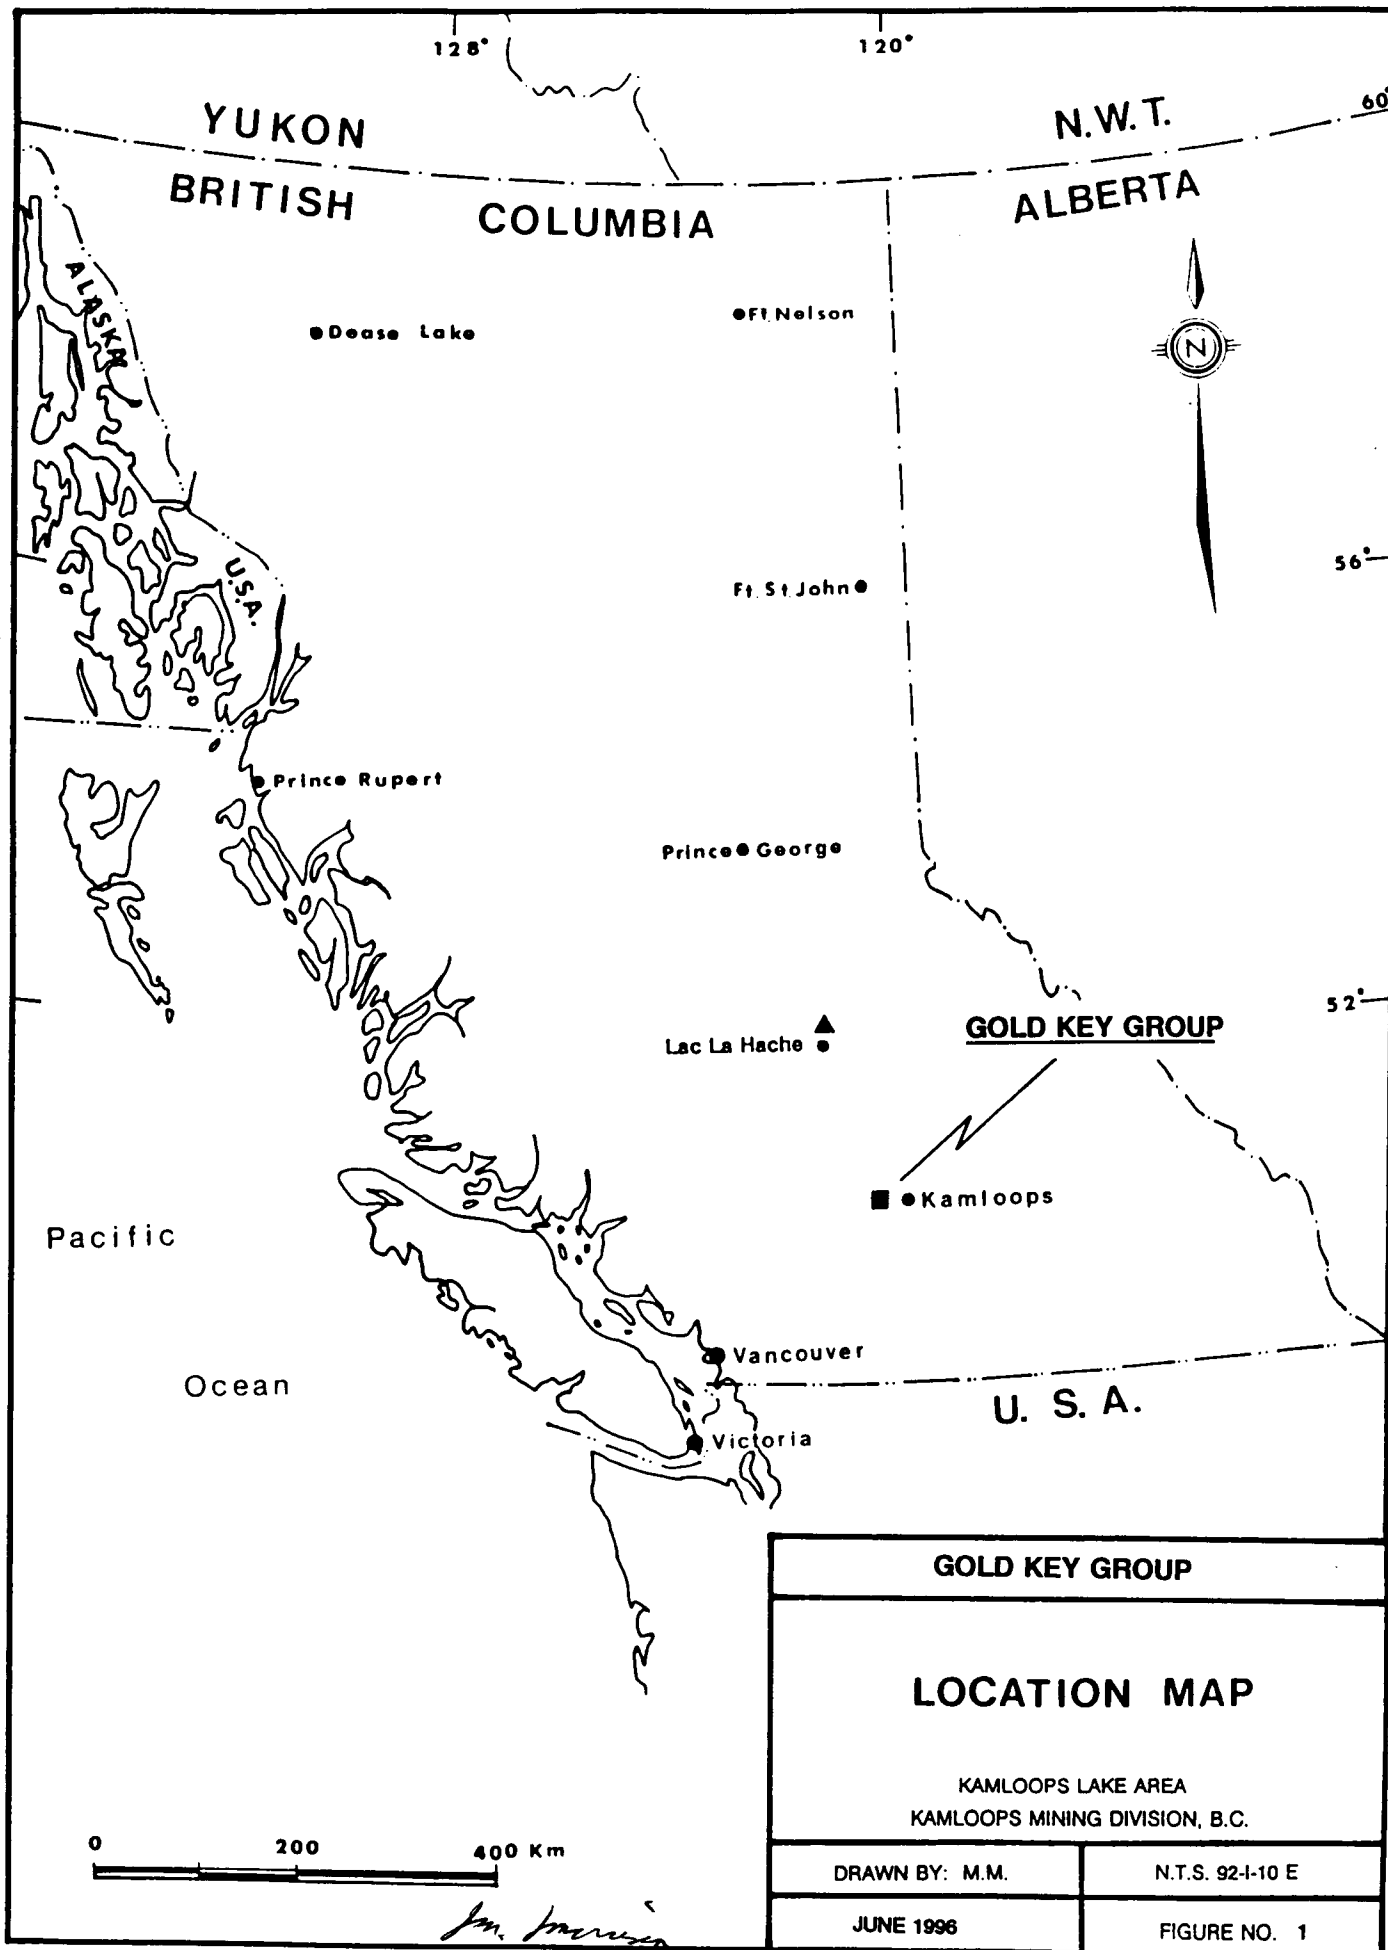 128° 120°
60°
YUKON N.W.T.
BRITISH COLUMBIA ALBERTA
ALASKA
Dease Lake
Ft. Nelson
N
56°
U.S.A.
Ft. St. John
Prince Rupert
Prince George
52°
Lac La Hache
GOLD KEY GROUP
Kamloops
Pacific
Ocean
Vancouver
U. S. A.
Victoria
GOLD KEY GROUP
LOCATION MAP
KAMLOOPS LAKE AREA
KAMLOOPS MINING DIVISION, B.C.
0 200 400 Km
DRAWN BY: M.M. N.T.S. 92-I-10 E
JUNE 1996 FIGURE NO. 1